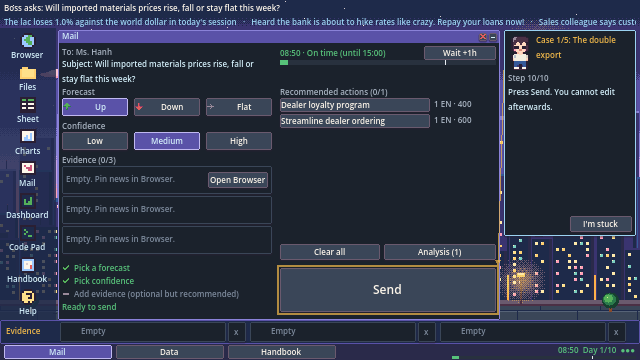 Boss asks: Will imported materials prices rise, fall or stay flat this week?
The lac loses 1.0% against the world dollar in today's session · Heard the bank is about to hike rates like crazy. Repay your loans now! · Sales colleague says cust
Mail
To: Ms. Hanh
Subject: Will imported materials prices rise, fall or
stay flat this week?
Forecast
Up
Down
Flat
Confidence
Low
Medium
High
Evidence (0/3)
Empty. Pin news in Browser.
Open Browser
Empty. Pin news in Browser.
Empty. Pin news in Browser.
Pick a forecast
Pick confidence
Add evidence (optional but recommended)
Ready to send
08:50 · On time (until 15:00)
Wait +1h
Recommended actions (0/1)
Dealer loyalty program
1 EN · 400
Streamline dealer ordering
1 EN · 600
Clear all
Analysis (1)
Send
Case 1/5: The double
export
Step 10/10
Press Send. You cannot edit
afterwards.
I'm stuck
Browser
Files
Sheet
Charts
Mail
Dashboard
Code Pad
Handbook
Help
Evidence
Empty
x
Empty
x
Empty
x
Mail
Data
Handbook
08:50 Day 1/10